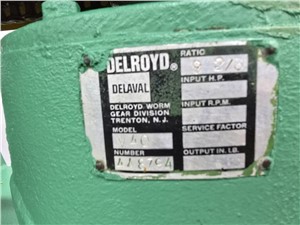 DELROYD®
DELAVAL
DELROYD WORM
GEAR DIVISION
TRENTON, N.J.
MODEL
NUMBER
RATIO
INPUT H.P.
INPUT R.P.M.
SERVICE FACTOR
OUTPUT IN. LB.